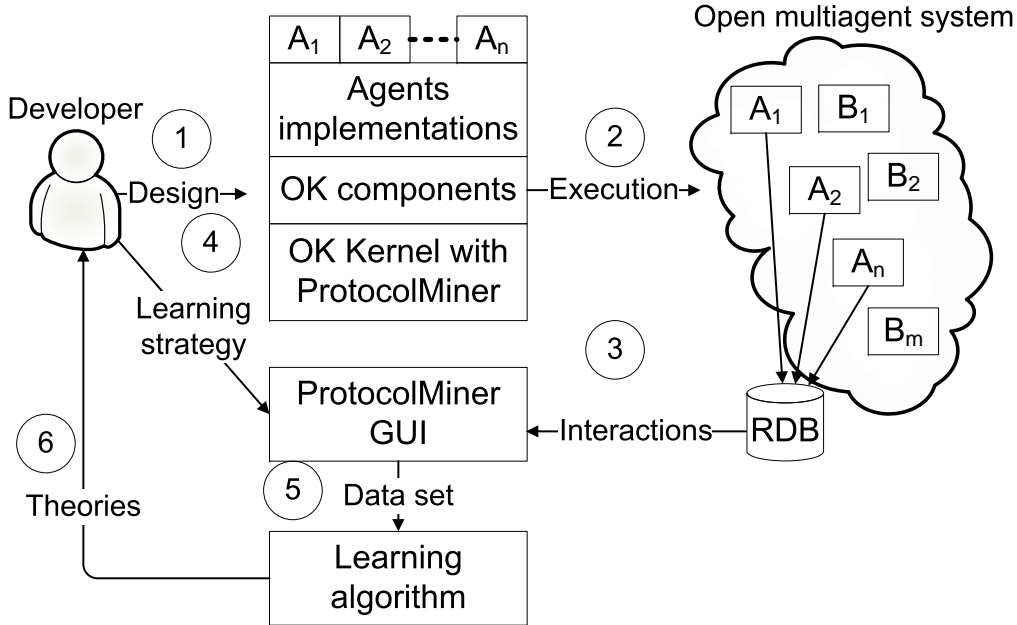 Open multiagent system
A1 A2 An
Agents
implementations
OK components
OK Kernel with
ProtocolMiner
Developer
1
Design
4
Learning
strategy
2
Execution
A1
B1
A2
B2
An
Bm
3
Interactions
RDB
ProtocolMiner
GUI
5
Data set
Learning
algorithm
6
Theories